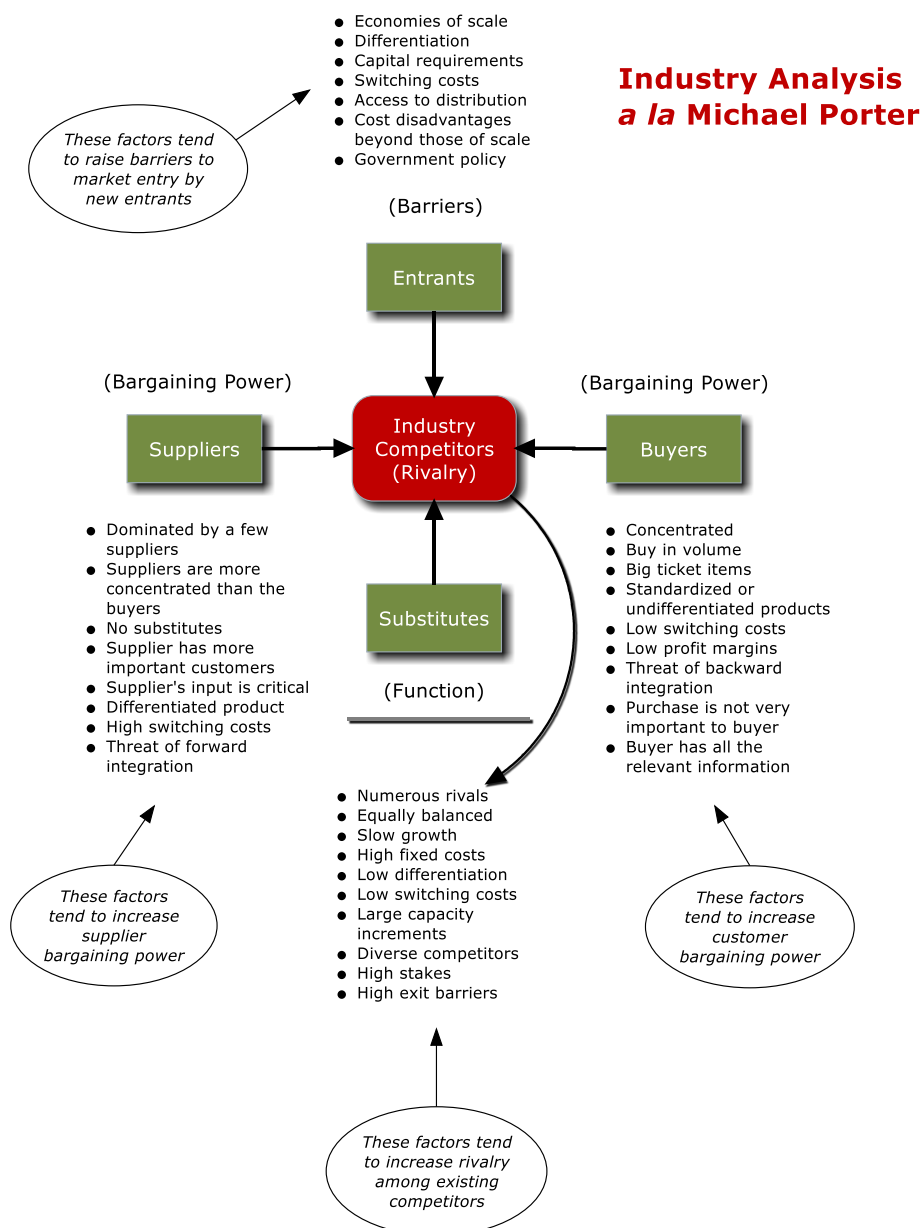 ● Economies of scale
● Differentiation
● Capital requirements
● Switching costs
● Access to distribution
● Cost disadvantages
beyond those of scale
● Government policy
Industry Analysis
a la Michael Porter
These factors tend
to raise barriers to
market entry by
new entrants
(Barriers)
Entrants
(Bargaining Power)
Suppliers
Industry
Competitors
(Rivalry)
(Bargaining Power)
Buyers
● Dominated by a few
suppliers
● Suppliers are more
concentrated than the
buyers
● No substitutes
● Supplier has more
important customers
● Supplier's input is critical
● Differentiated product
● High switching costs
● Threat of forward
integration
Substitutes
(Function)
● Concentrated
● Buy in volume
● Big ticket items
● Standardized or
undifferentiated products
● Low switching costs
● Low profit margins
● Threat of backward
integration
● Purchase is not very
important to buyer
● Buyer has all the
relevant information
● Numerous rivals
● Equally balanced
● Slow growth
● High fixed costs
● Low differentiation
● Low switching costs
● Large capacity
increments
● Diverse competitors
● High stakes
● High exit barriers
These factors
tend to increase
supplier
bargaining power
These factors
tend to increase
customer
bargaining power
These factors tend
to increase rivalry
among existing
competitors